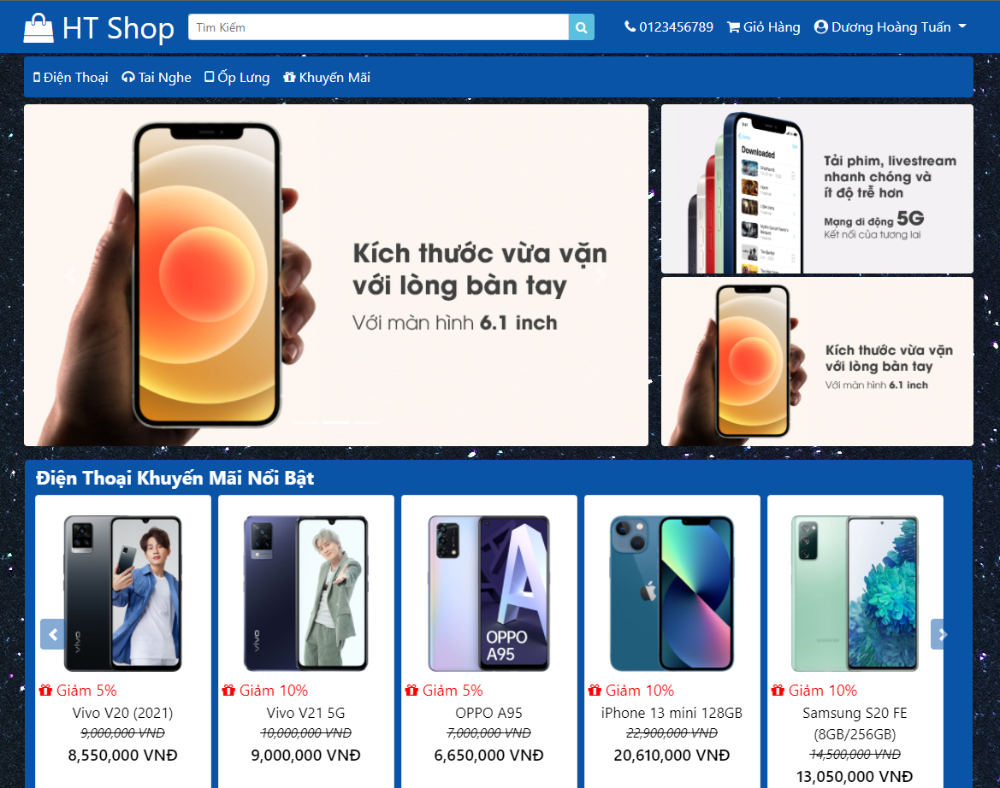 HT Shop
Tìm Kiếm
0123456789
Giỏ Hàng
Dương Hoàng Tuấn
Điện Thoại
Tai Nghe
Ốp Lưng
Khuyến Mãi
Kích thước vừa vặn
với lòng bàn tay
Với màn hình 6.1 inch
Downloaded
Tải phim, livestream
nhanh chóng và
ít độ trễ hơn
Mạng di động 5G
Kết nối của tương lai
Kích thước vừa vặn
với lòng bàn tay
Với màn hình 6.1 inch
Điện Thoại Khuyến Mãi Nổi Bật
vivo
Giảm 5%
Vivo V20 (2021)
9,000,000 VNĐ
8,550,000 VNĐ
vivo
Giảm 10%
Vivo V21 5G
10,000,000 VNĐ
9,000,000 VNĐ
OPPO
A95
Giảm 5%
OPPO A95
7,000,000 VNĐ
6,650,000 VNĐ
Giảm 10%
iPhone 13 mini 128GB
22,900,000 VNĐ
20,610,000 VNĐ
SAMSUNG
Giảm 10%
Samsung S20 FE
(8GB/256GB)
14,500,000 VNĐ
13,050,000 VNĐ